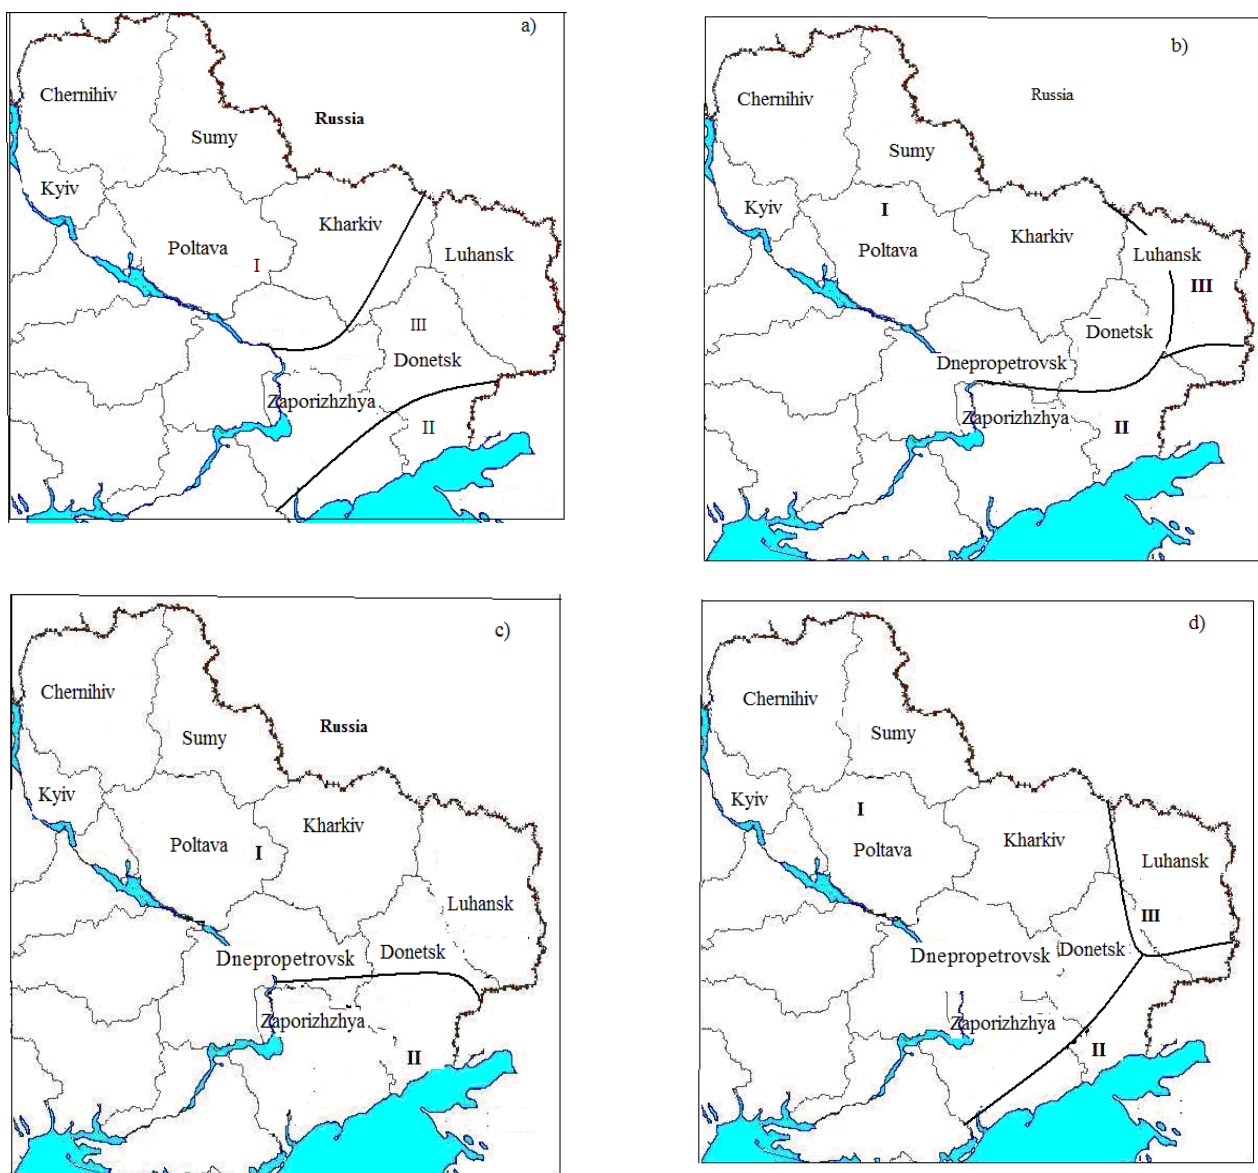 a)
Chernihiv
Russia
Sumy
Kyiv
Kharkiv
Poltava
Luhansk
I
III
Donetsk
Zaporizhzhya
II
b)
Chernihiv
Russia
Sumy
Kyiv
I
Kharkiv
Poltava
Luhansk
III
Donetsk
Dnepropetrovsk
Zaporizhzhya
II
c)
Chernihiv
Russia
Sumy
Kyiv
Kharkiv
Poltava
I
Luhansk
Donetsk
Dnepropetrovsk
Zaporizhzhya
II
d)
Chernihiv
Sumy
Kyiv
I
Kharkiv
Poltava
Luhansk
III
Donetsk
Dnepropetrovsk
Zaporizhzhya
II